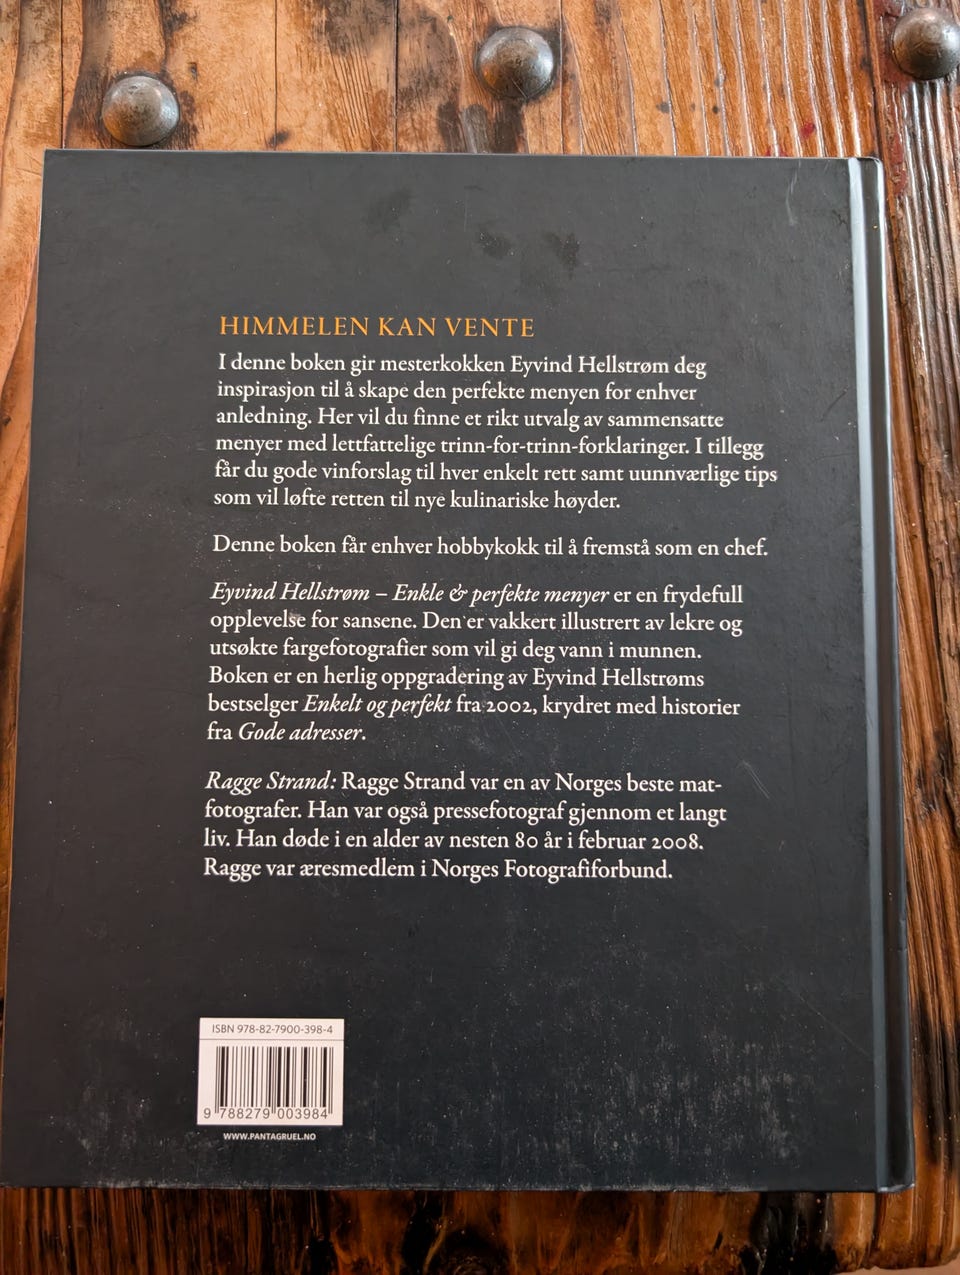 HIMMELEN KAN VENTE
I denne boken gir mesterkokken Eyvind Hellstrøm deg
inspirasjon til å skape den perfekte menyen for enhver
anledning. Her vil du finne et rikt utvalg av sammensatte
menyer med lettfattelige trinn-for-trinn-forklaringer. I tillegg
får du gode vinforslag til hver enkelt rett samt uunnværlige tips
som vil løfte retten til nye kulinariske høyder.
Denne boken får enhver hobbykokk til å fremstå som en chef.
Eyvind Hellstrøm – Enkle & perfekte menyer er en frydefull
opplevelse for sansene. Den er vakkert illustrert av lekre og
utsøkte fargefotografier som vil gi deg vann i munnen.
Boken er en herlig oppgradering av Eyvind Hellstrøms
bestselger Enkelt og perfekt fra 2002, krydret med historier
fra Gode adresser.
Ragge Strand: Ragge Strand var en av Norges beste mat-
fotografer. Han var også pressefotograf gjennom et langt
liv. Han døde i en alder av nesten 80 år i februar 2008.
Ragge var æresmedlem i Norges Fotografiforbund.
ISBN 978-82-7900-398-4
9 788279 003984
WWW.PANTAGRUEL.NO